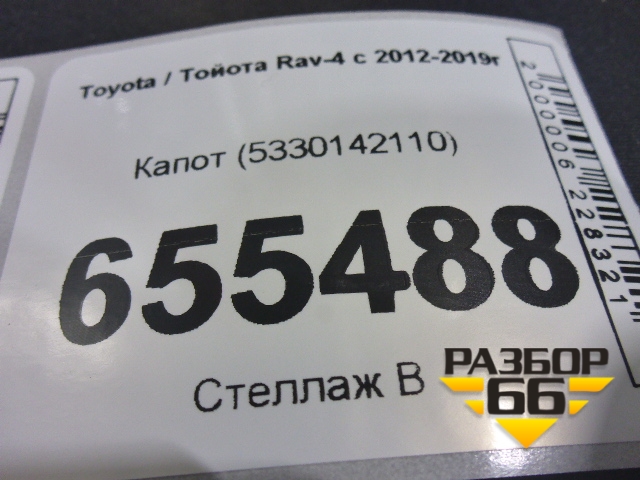 Toyota / Тойота Rav-4 с 2012-2019г
Капот (5330142110)
655488
Стеллаж В
2000006228321
РАЗБОР
66